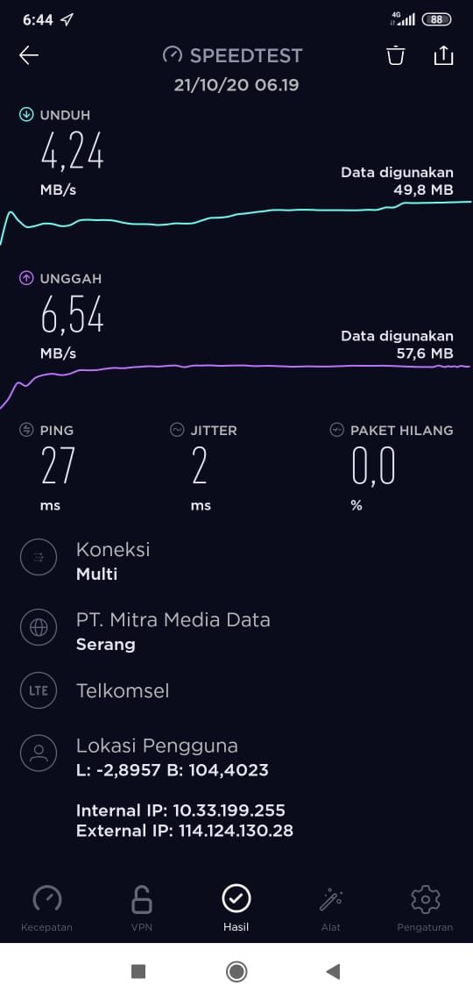 6:44
4G
88
SPEEDTEST
21/10/20 06.19
UNDUH
4,24
MB/s
Data digunakan
49,8 MB
UNGGAH
6,54
MB/s
Data digunakan
57,6 MB
PING
JITTER
PAKET HILANG
27
2
0,0
ms
ms
%
Koneksi
Multi
PT. Mitra Media Data
Serang
LTE
Telkomsel
Lokasi Pengguna
L: -2,8957 B: 104,4023
Internal IP: 10.33.199.255
External IP: 114.124.130.28
Kecepatan
VPN
Hasil
Alat
Pengaturan